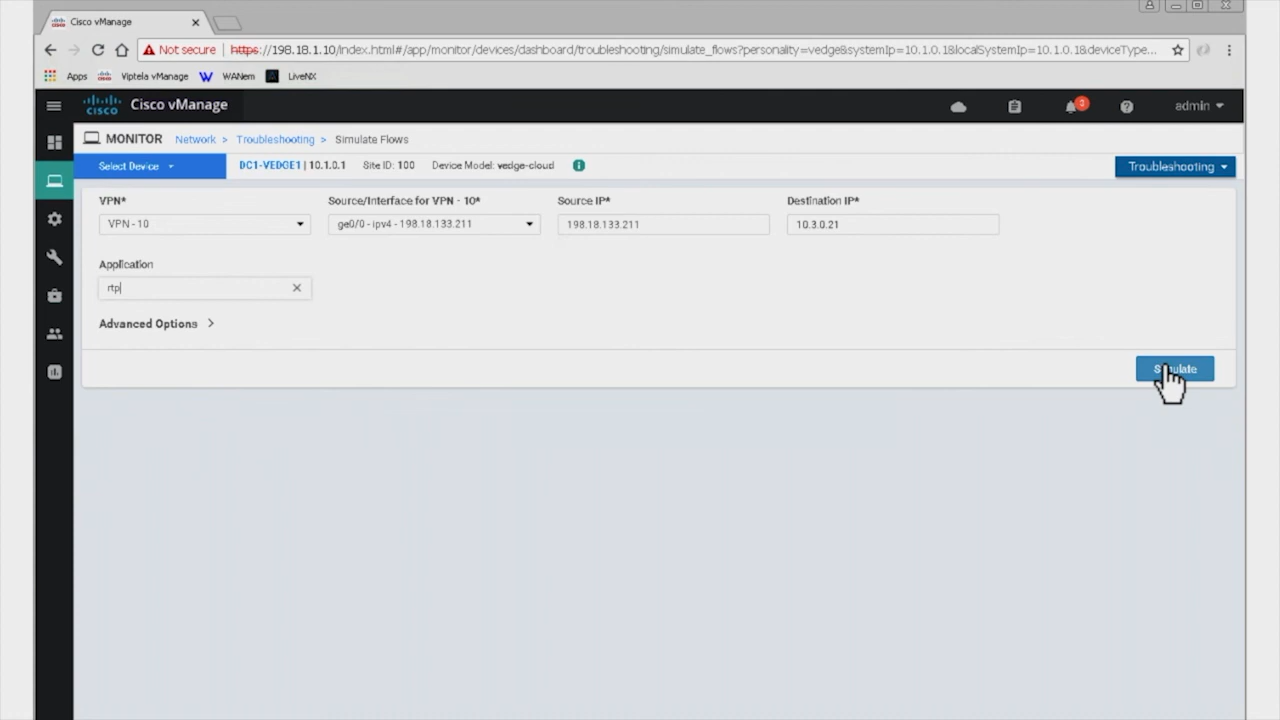 Cisco vManage
Not secure https://198.18.1.10/index.html#/app/monitor/devices/dashboard/troubleshooting/simulate_flows?personality=vedge&systemIp=10.1.0.1&localSystemIp=10.1.0.1&deviceType...
Apps Viptela vManage WANem LiveNX
CISCO Cisco vManage 3 admin
MONITOR Network > Troubleshooting > Simulate Flows
Select Device DC1-VEDGE1 | 10.1.0.1 Site ID: 100 Device Model: vedge-cloud Troubleshooting
VPN* Source/Interface for VPN - 10* Source IP* Destination IP*
VPN - 10 ge0/0 - ipv4 - 198.18.133.211 198.18.133.211 10.3.0.21
Application
rtp
Advanced Options >
Simulate